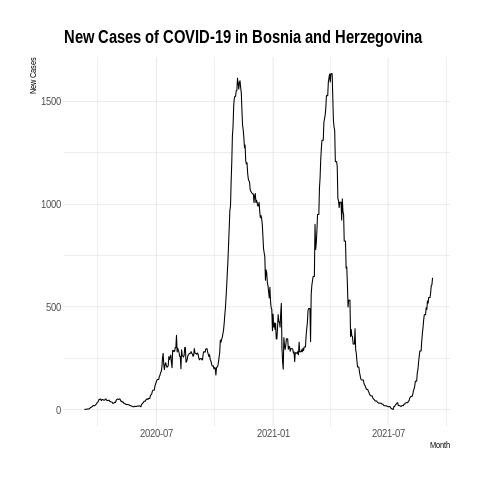 New Cases of COVID-19 in Bosnia and Herzegovina
New Cases
1500
1000
500
0
2020-07
2021-01
2021-07
Month